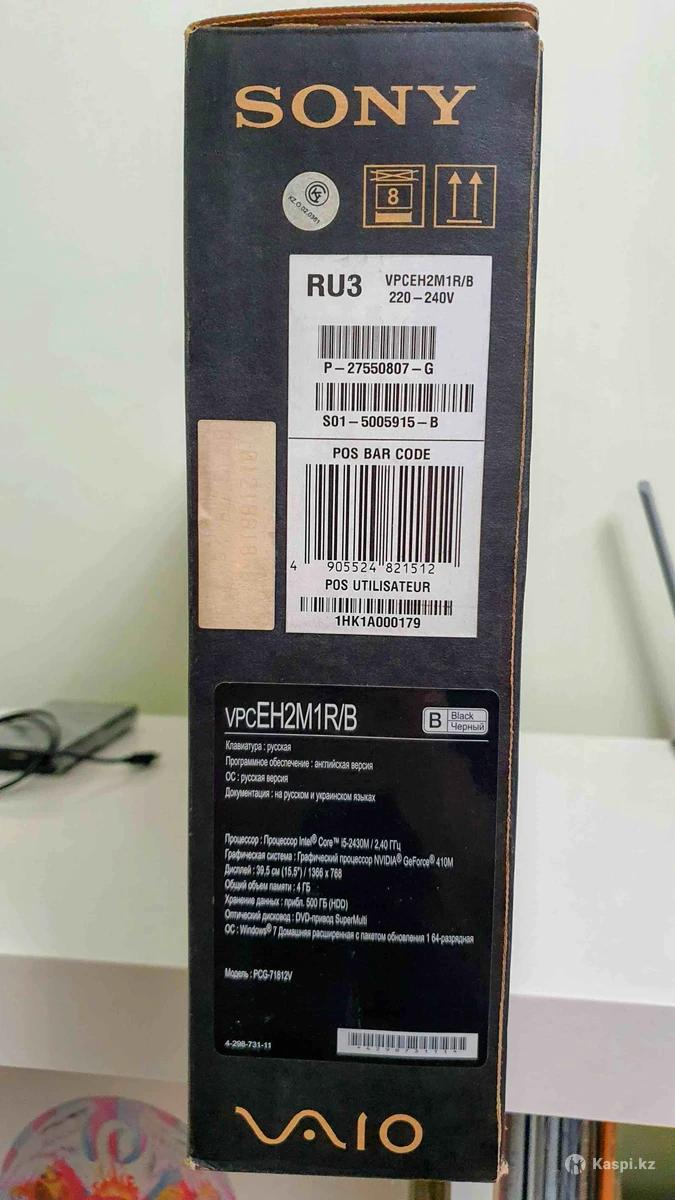 SONY
KZ.O.02.0361
8
RU3
VPCEH2M1R/B
220-240V
P-27550807-G
S01-5005915-B
POS BAR CODE
4 905524 821512
POS UTILISATEUR
1HK1A000179
VPCEH2M1R/B
B Black
Черный
Клавиатура : русская
Программное обеспечение : английская версия
ОС : русская версия
Документация : на русском и украинском языках
Процессор : Процессор Intel® Core™ i5-2430M / 2,40 ГГц
Графическая система : Графический процессор NVIDIA® GeForce® 410M
Дисплей : 39,5 см (15,5") / 1366 x 768
Общий объем памяти : 4 ГБ
Хранение данных : прибл. 500 ГБ (HDD)
Оптический дисковод : DVD-привод SuperMulti
ОС : Windows® 7 Домашняя расширенная с пакетом обновления 1 64-разрядная
Модель : PCG-71812V
4-298-731-11
*429873111*
VAIO
Kaspi.kz